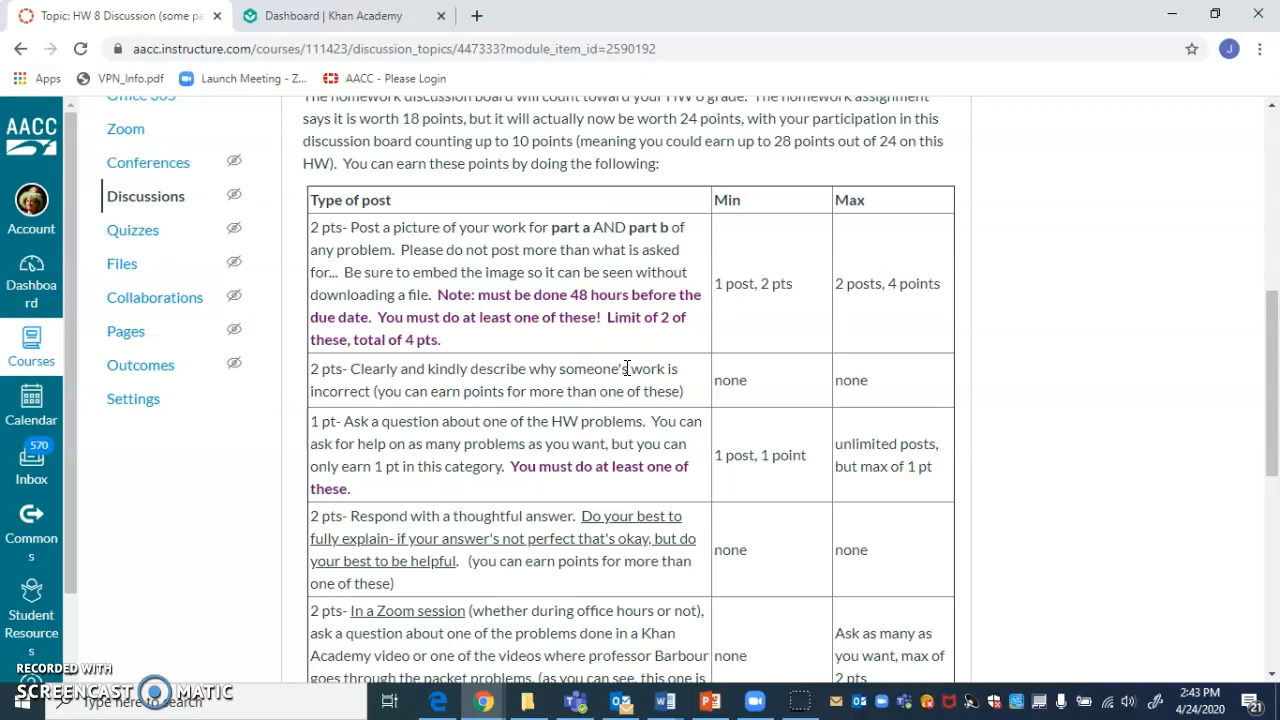 Topic: HW 8 Discussion (some pa
Dashboard | Khan Academy
aacc.instructure.com/courses/111423/discussion_topics/447333?module_item_id=2590192
J
Apps
VPN_Info.pdf
Launch Meeting - Z...
AACC - Please Login
AACC
Account
Dashboa
rd
Courses
Calendar
570
Inbox
Common
s
Student
Resource
s
Office 365
Zoom
Conferences
Discussions
Quizzes
Files
Collaborations
Pages
Outcomes
Settings
The homework discussion board will count toward your HW 8 grade. The homework assignment
says it is worth 18 points, but it will actually now be worth 24 points, with your participation in this
discussion board counting up to 10 points (meaning you could earn up to 28 points out of 24 on this
HW). You can earn these points by doing the following:
Type of post
Min
Max
2 pts- Post a picture of your work for part a AND part b of
any problem. Please do not post more than what is asked
for... Be sure to embed the image so it can be seen without
downloading a file. Note: must be done 48 hours before the
due date. You must do at least one of these! Limit of 2 of
these, total of 4 pts.
1 post, 2 pts
2 posts, 4 points
2 pts- Clearly and kindly describe why someone's work is
incorrect (you can earn points for more than one of these)
none
none
1 pt- Ask a question about one of the HW problems. You can
ask for help on as many problems as you want, but you can
only earn 1 pt in this category. You must do at least one of
these.
1 post, 1 point
unlimited posts,
but max of 1 pt
2 pts- Respond with a thoughtful answer. Do your best to
fully explain- if your answer's not perfect that's okay, but do
your best to be helpful. (you can earn points for more than
one of these)
none
none
2 pts- In a Zoom session (whether during office hours or not),
ask a question about one of the problems done in a Khan
Academy video or one of the videos where professor Barbour
goes through the packet problems. (as you can see, this one is
none
Ask as many as
you want, max of
2 pts
RECORDED WITH
SCREENCAST MATIC
Type here to search
2:43 PM
4/24/2020
21